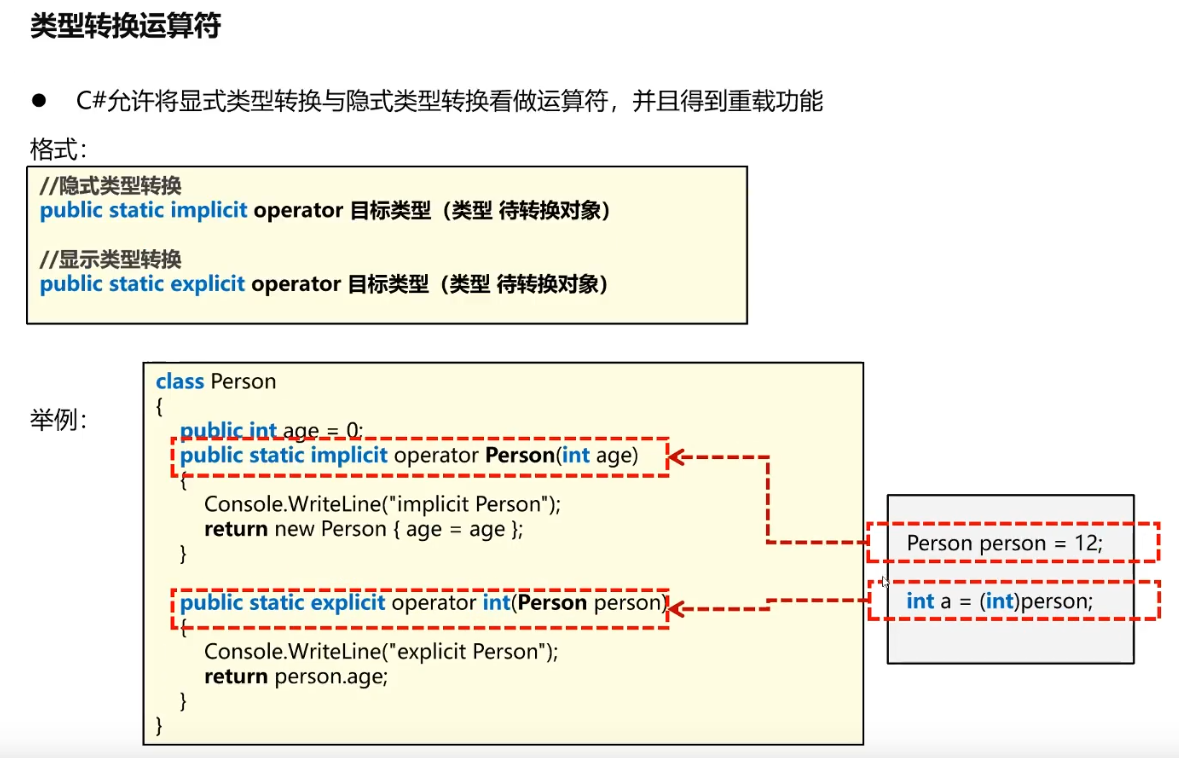 类型转换运算符
● C#允许将显式类型转换与隐式类型转换看做运算符，并且得到重载功能
格式：
//隐式类型转换
public static implicit operator 目标类型（类型 待转换对象）
//显示类型转换
public static explicit operator 目标类型（类型 待转换对象）
举例：
class Person
{
public int age = 0;
public static implicit operator Person(int age)
{
Console.WriteLine("implicit Person");
return new Person { age = age };
}
public static explicit operator int(Person person)
{
Console.WriteLine("explicit Person");
return person.age;
}
}
Person person = 12;
int a = (int)person;